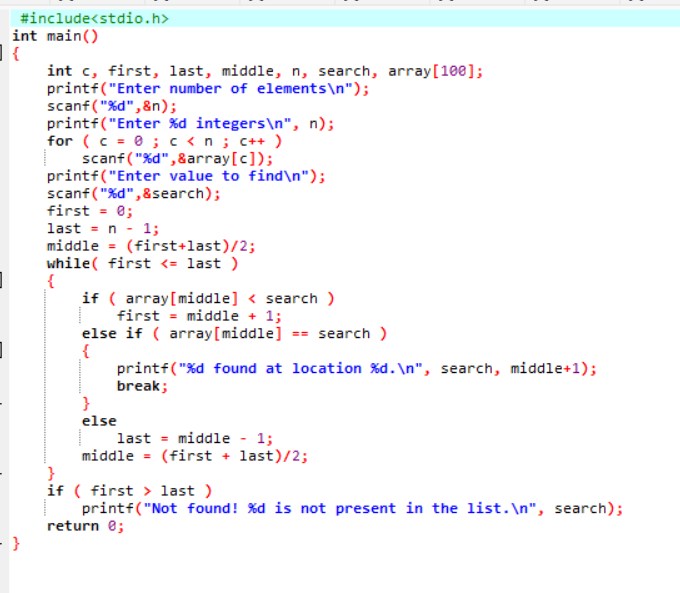 #include<stdio.h>
int main()
{
    int c, first, last, middle, n, search, array[100];
    printf("Enter number of elements\n");
    scanf("%d",&n);
    printf("Enter %d integers\n", n);
    for ( c = 0 ; c < n ; c++ )
        scanf("%d",&array[c]);
    printf("Enter value to find\n");
    scanf("%d",&search);
    first = 0;
    last = n - 1;
    middle = (first+last)/2;
    while( first <= last )
    {
        if ( array[middle] < search )
            first = middle + 1;
        else if ( array[middle] == search )
        {
            printf("%d found at location %d.\n", search, middle+1);
            break;
        }
        else
            last = middle - 1;
        middle = (first + last)/2;
    }
    if ( first > last )
        printf("Not found! %d is not present in the list.\n", search);
    return 0;
}